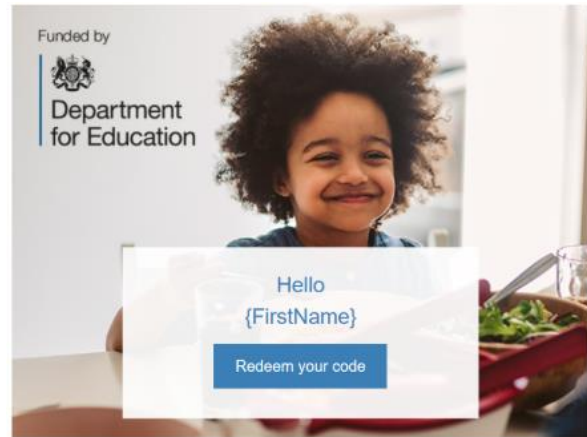 Funded by
Department
for Education
Hello
{FirstName}
Redeem your code